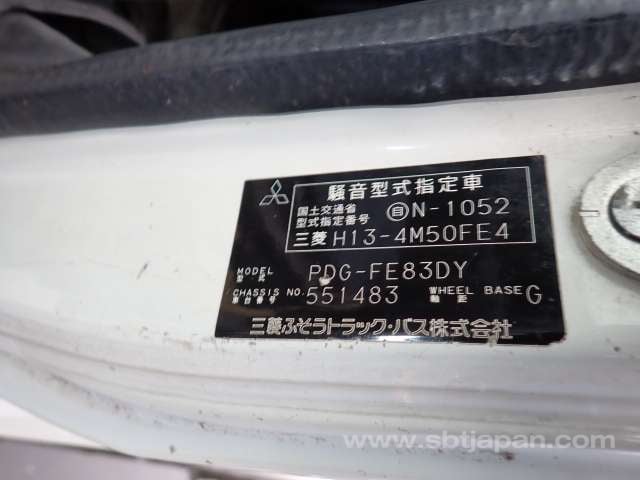 騒音型式指定車
国土交通省
型式指定番号 自 N-1052
三菱 H13-4M50FE4
MODEL
型式 PDG-FE83DY
CHASSIS NO. 551483 WHEEL BASE G
車台番号 軸距
三菱ふそうトラック・バス株式会社
www.sbtjapan.com